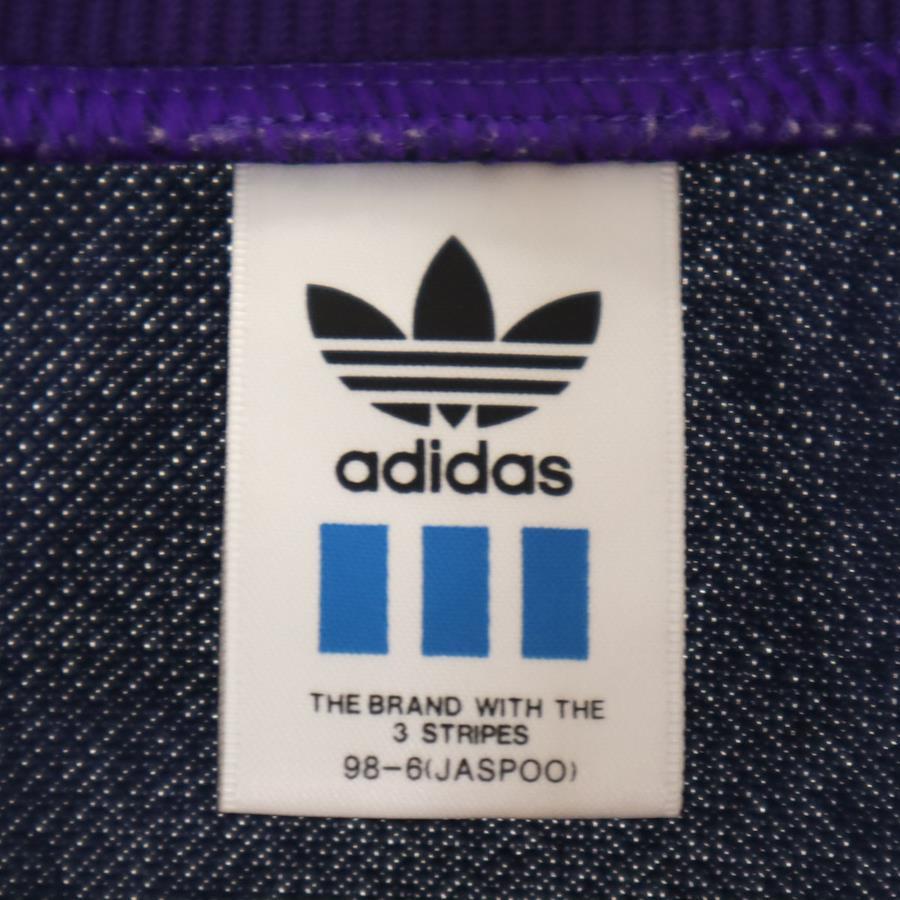 adidas
THE BRAND WITH THE
3 STRIPES
98-6(JASPOO)